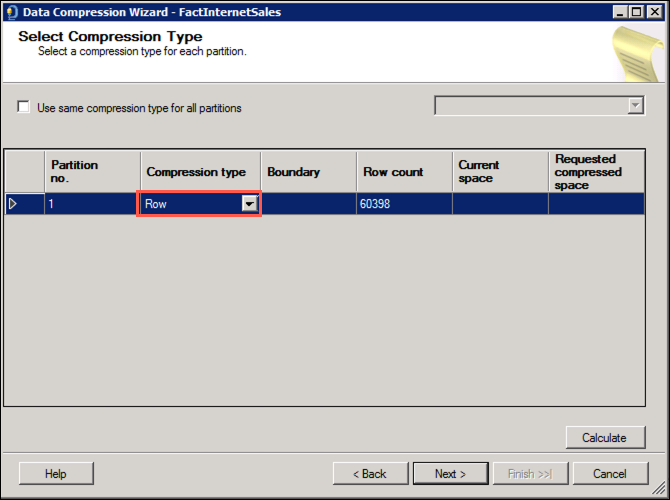 Data Compression Wizard - FactInternetSales
Select Compression Type
Select a compression type for each partition.
Use same compression type for all partitions
Partition no.
Compression type
Boundary
Row count
Current space
Requested compressed space
1
Row
60398
Calculate
Help
< Back
Next >
Finish >>|
Cancel